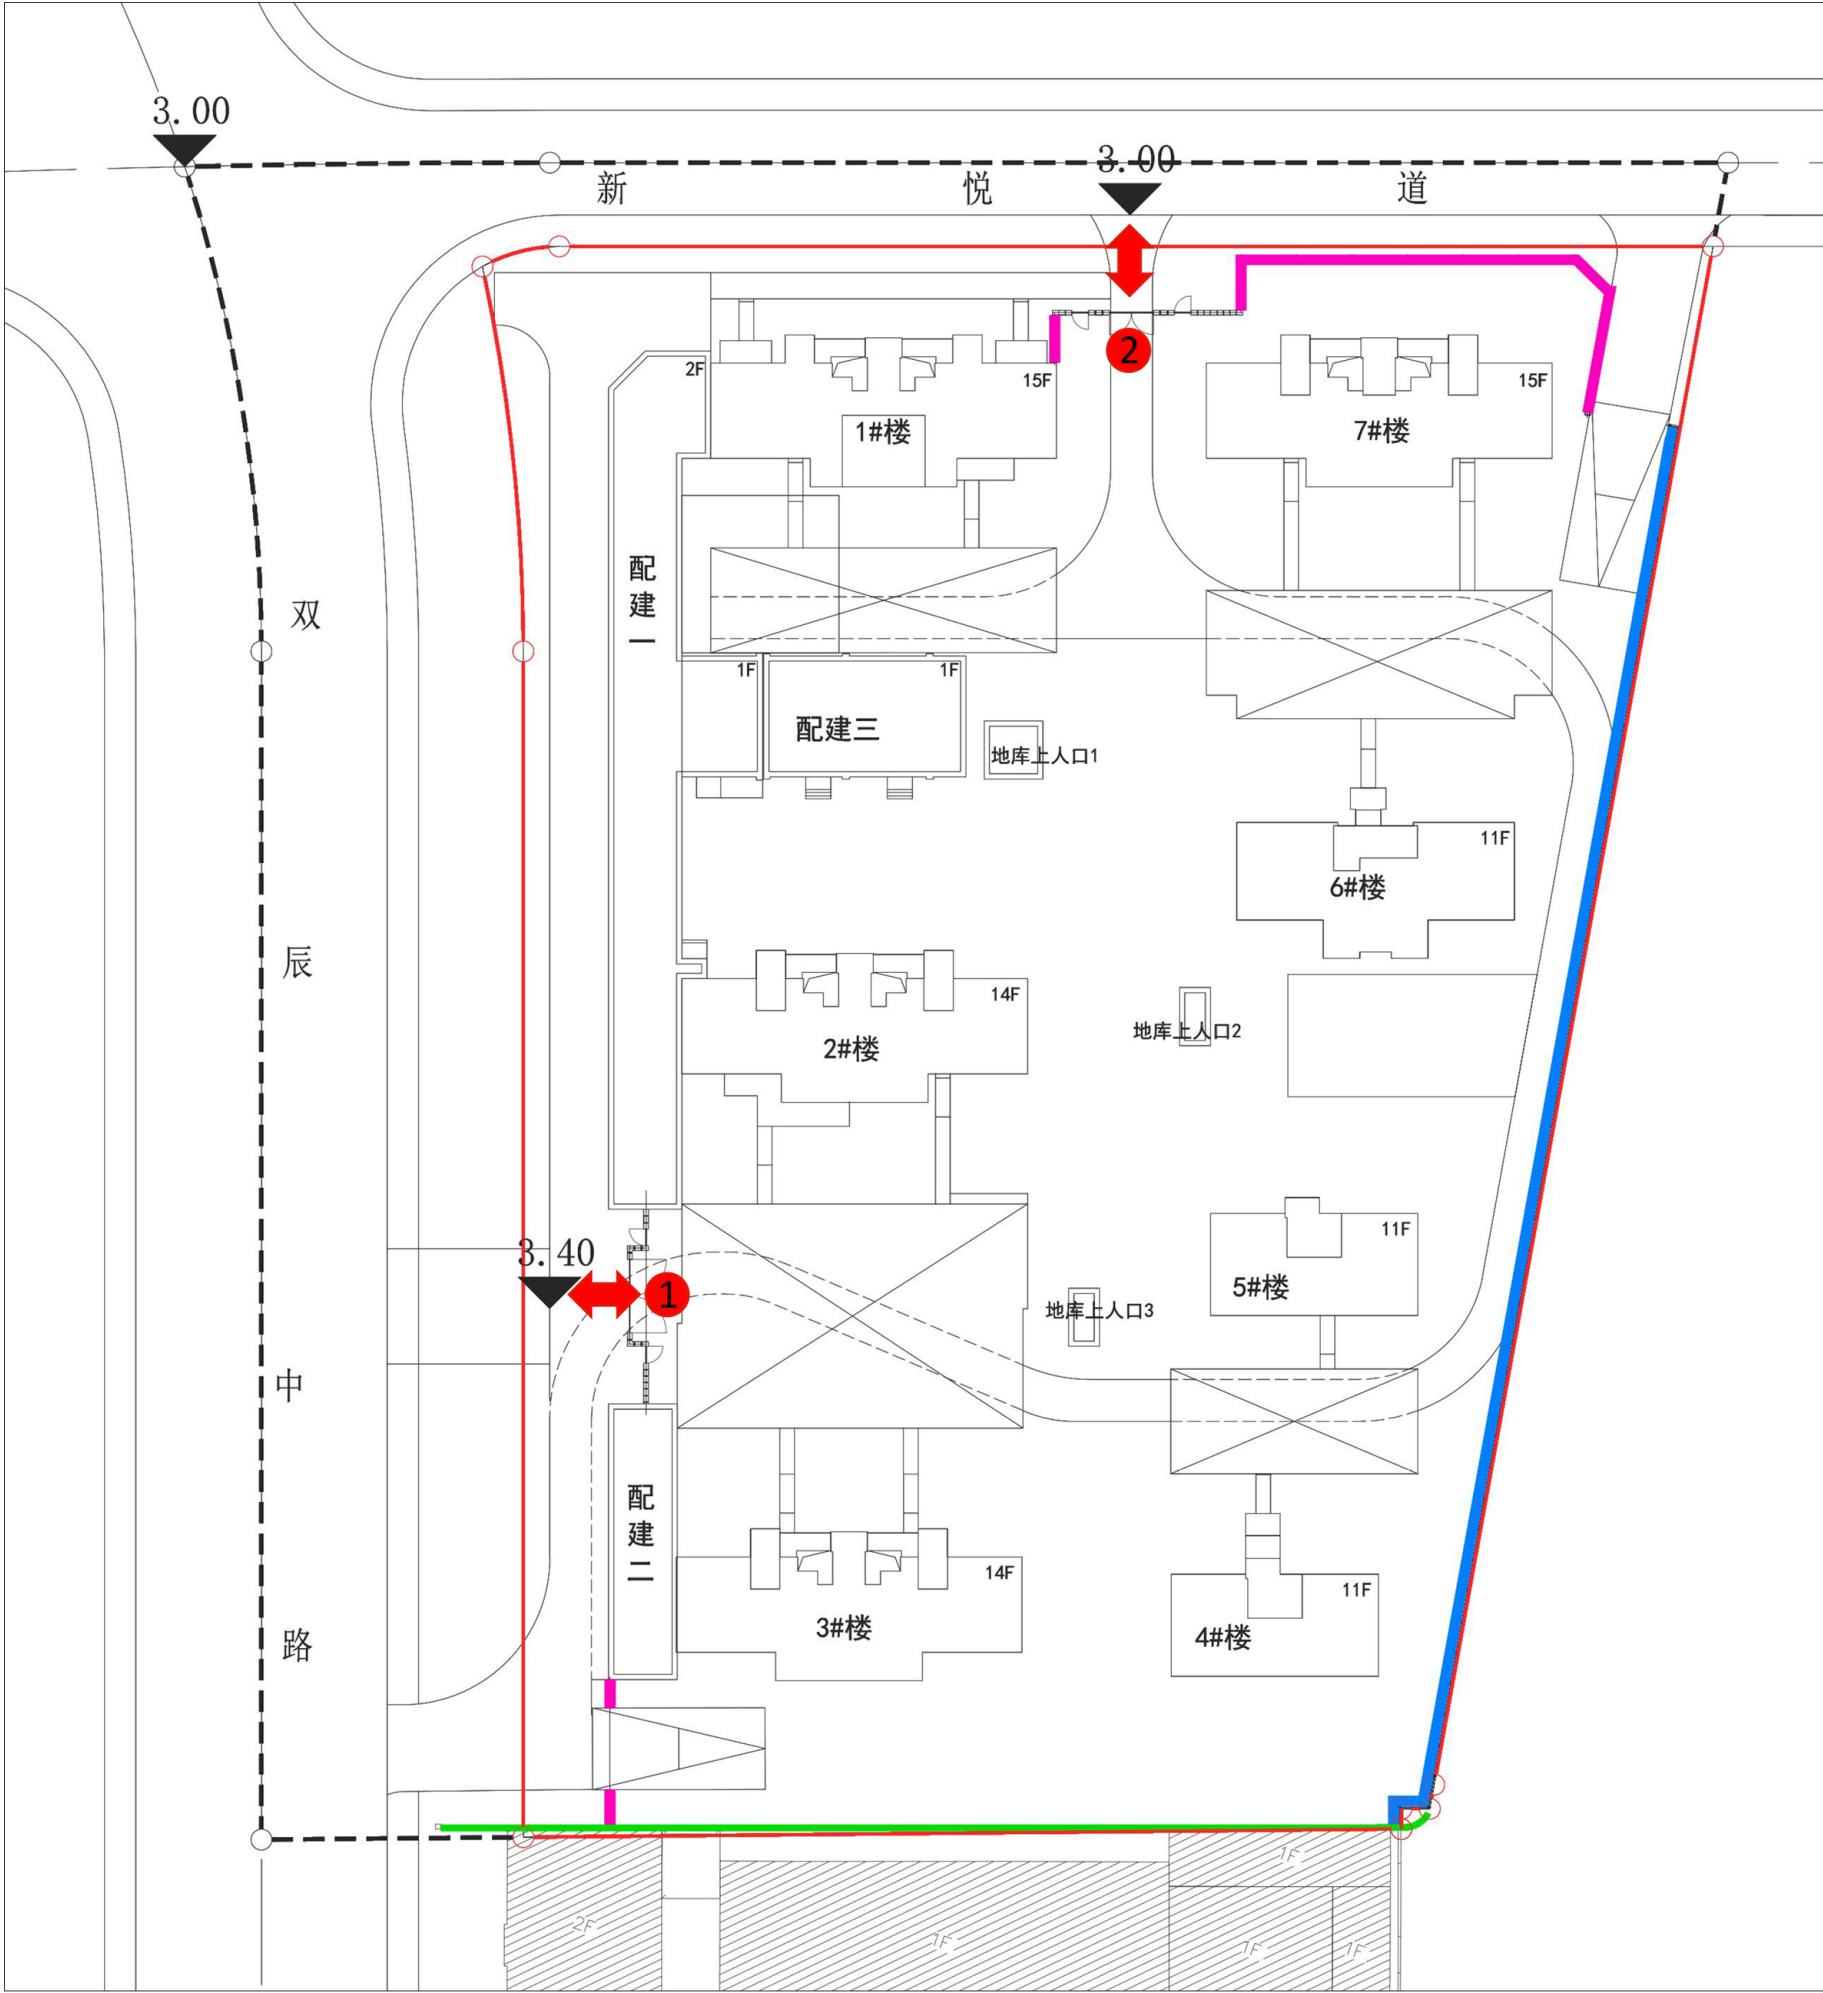 3.00
3.00
新悦道
2
2F
15F
15F
1#楼
7#楼
配建一
双辰中路
1F
1F
配建三
地库上人口1
11F
6#楼
14F
2#楼
地库上人口2
3.40
1
11F
5#楼
地库上人口3
配建二
14F
3#楼
11F
4#楼
1F
2F
1F
1F
1F